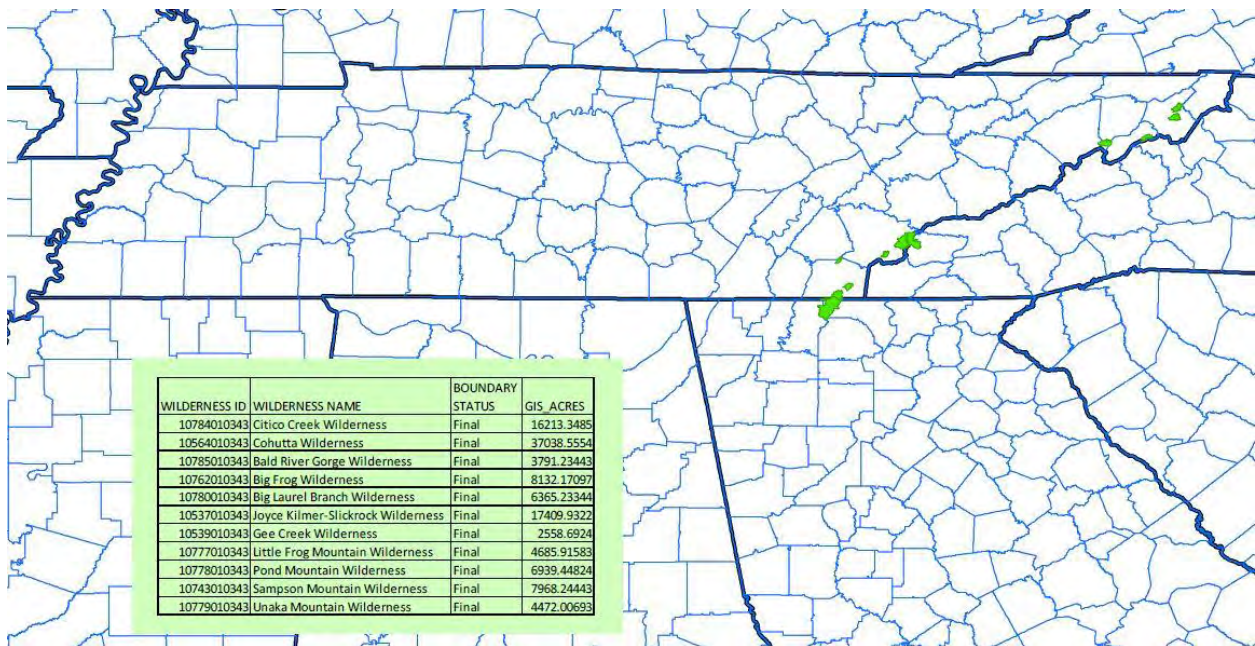 BOUNDARY
WILDERNESS ID WILDERNESS NAME STATUS GIS_ACRES
10784010343 Citico Creek Wilderness Final 16213.3485
10564010343 Cohutta Wilderness Final 37038.5554
10785010343 Bald River Gorge Wilderness Final 3791.23443
10762010343 Big Frog Wilderness Final 8132.17097
10780010343 Big Laurel Branch Wilderness Final 6365.23344
10537010343 Joyce Kilmer-Slickrock Wilderness Final 17409.9322
10539010343 Gee Creek Wilderness Final 2558.6924
10777010343 Little Frog Mountain Wilderness Final 4685.91583
10778010343 Pond Mountain Wilderness Final 6939.44824
10743010343 Sampson Mountain Wilderness Final 7968.24443
10779010343 Unaka Mountain Wilderness Final 4472.00693